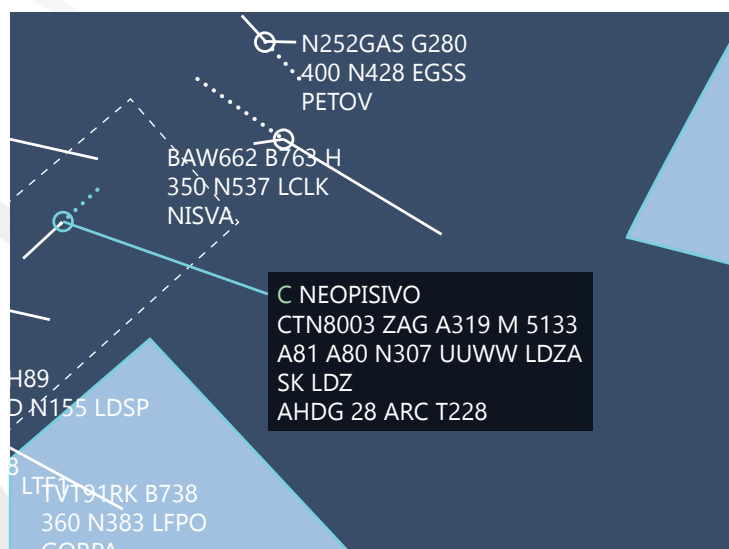 N252GAS G280
400 N428 EGSS
PETOV
BAW662 B763 H
350 N537 LCLK
NISVA
C NEOPISIVO
CTN8003 ZAG A319 M 5133
A81 A80 N307 UUWW LDZA
SK LDZ
AHDG 28 ARC T228
H89
D N155 LDSP
8
TVT91RK B738
360 N383 LFPO